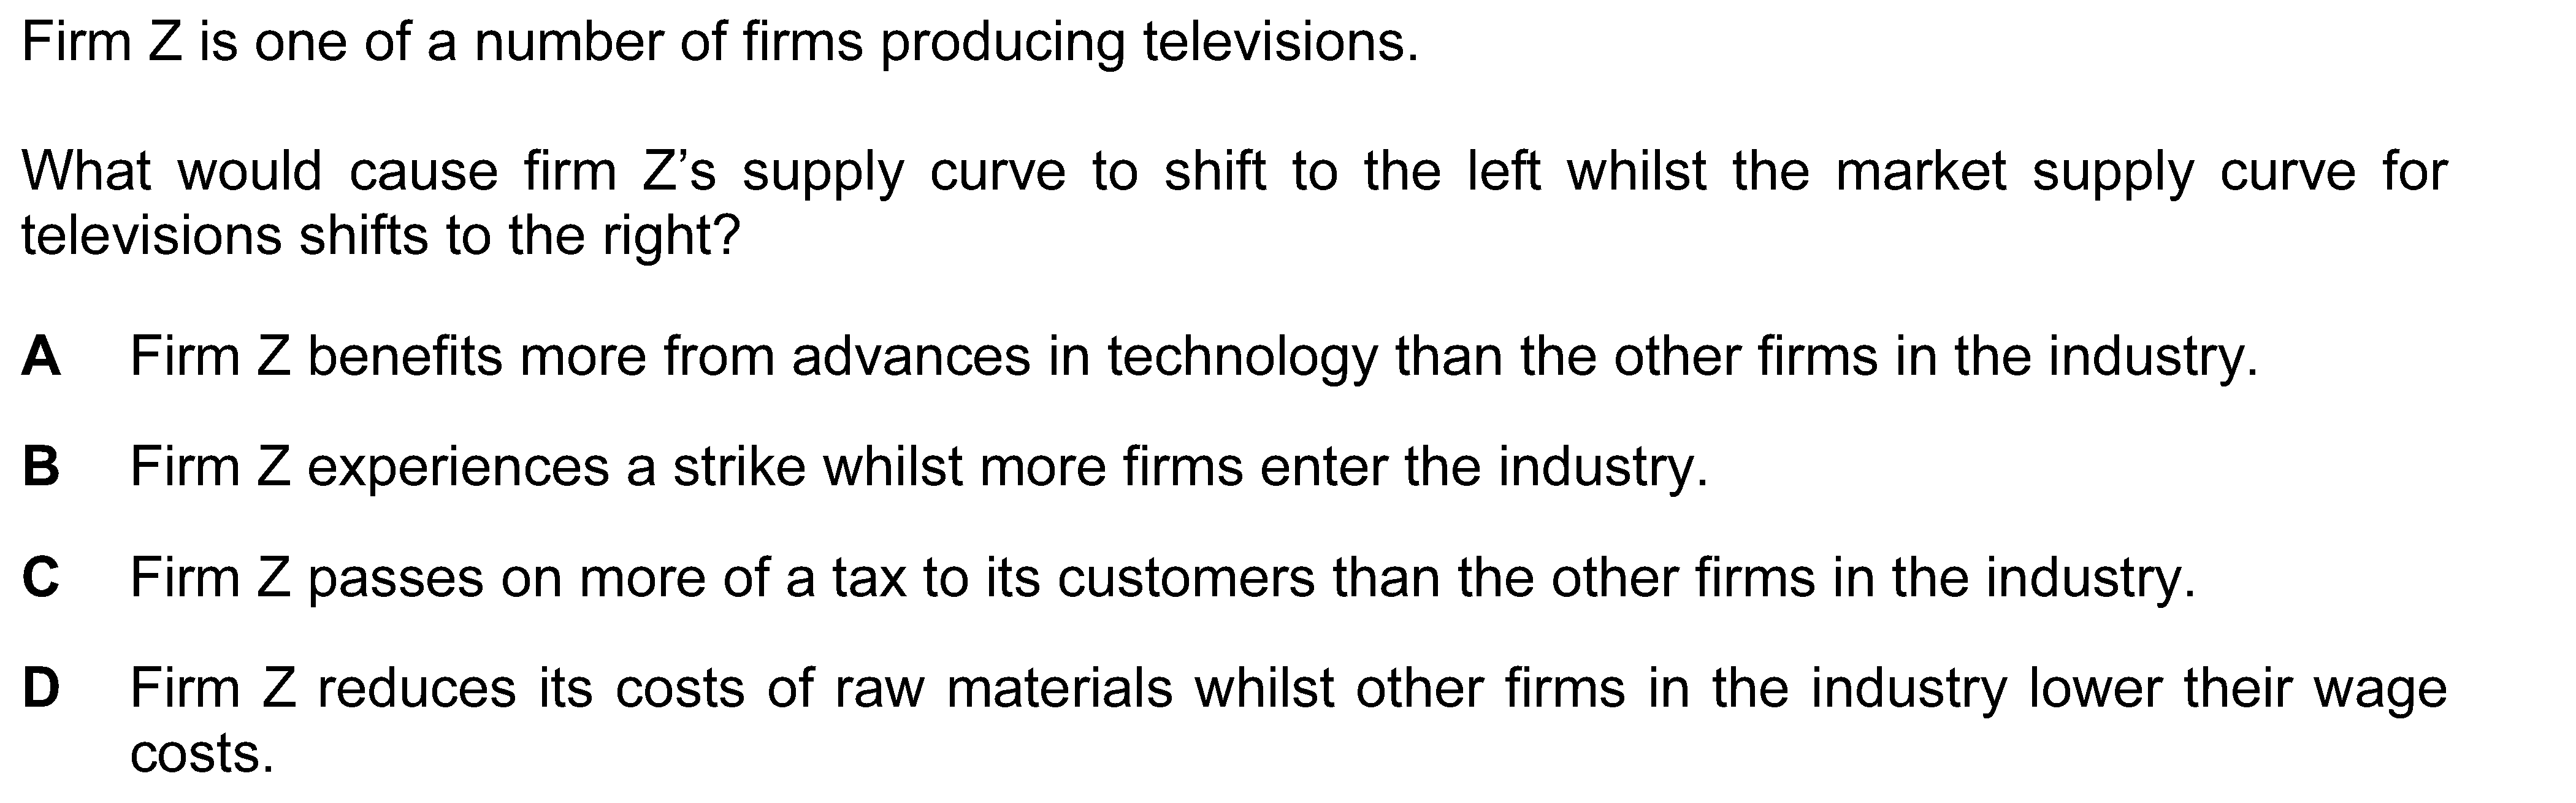 Firm Z is one of a number of firms producing televisions.
What would cause firm Z’s supply curve to shift to the left whilst the market supply curve for
televisions shifts to the right?
A Firm Z benefits more from advances in technology than the other firms in the industry.
B Firm Z experiences a strike whilst more firms enter the industry.
C Firm Z passes on more of a tax to its customers than the other firms in the industry.
D Firm Z reduces its costs of raw materials whilst other firms in the industry lower their wage
costs.